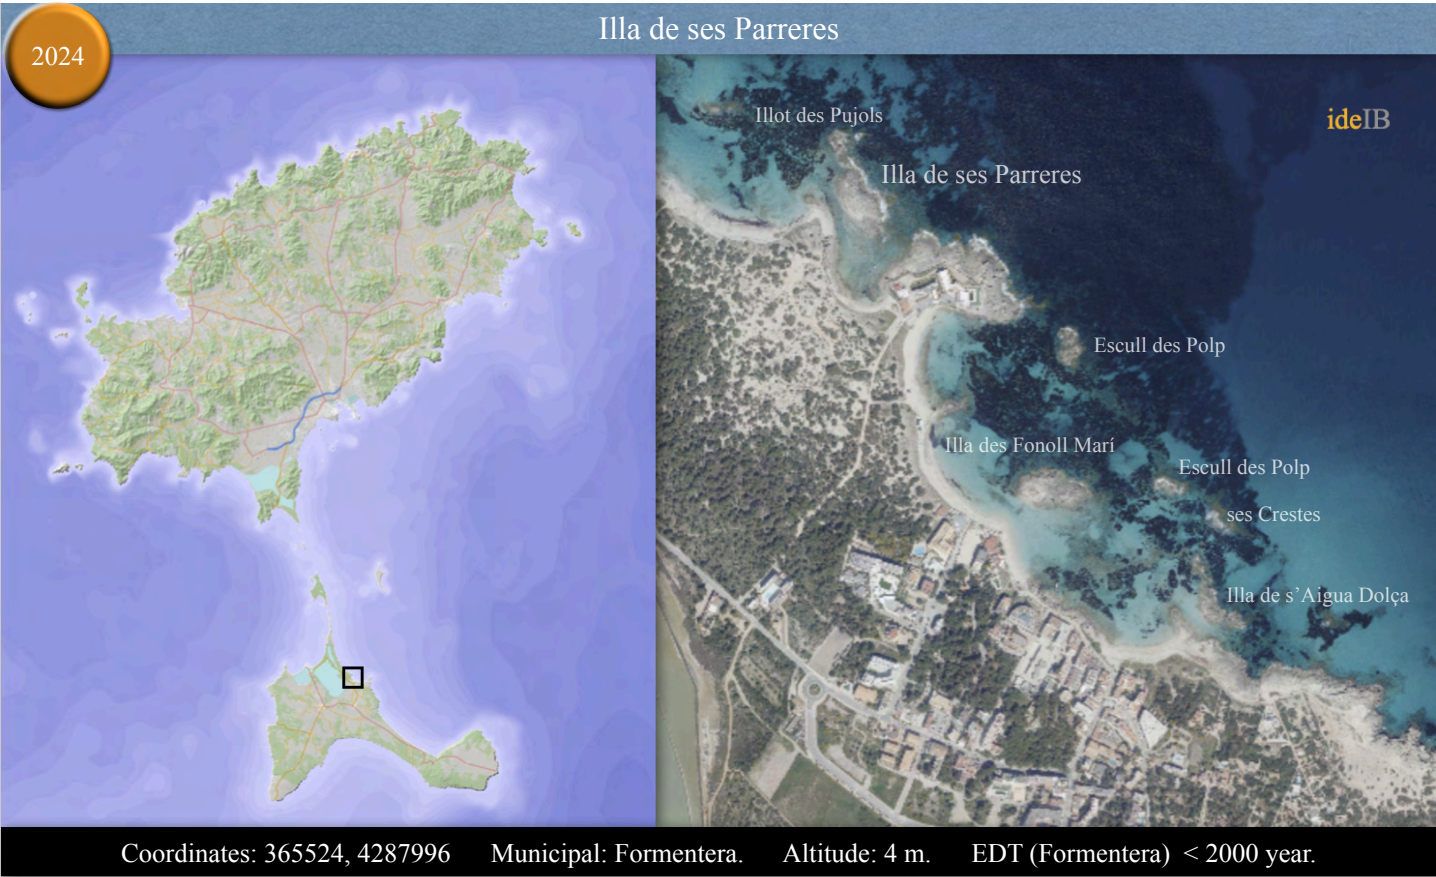 Illa de ses Parreres
2024
Illot des Pujols
ideIB
Illa de ses Parreres
Escull des Polp
Illa des Fonoll Marí
Escull des Polp
ses Crestes
Illa de s’Aigua Dolça
Coordinates: 365524, 4287996 Municipal: Formentera. Altitude: 4 m. EDT (Formentera) < 2000 year.